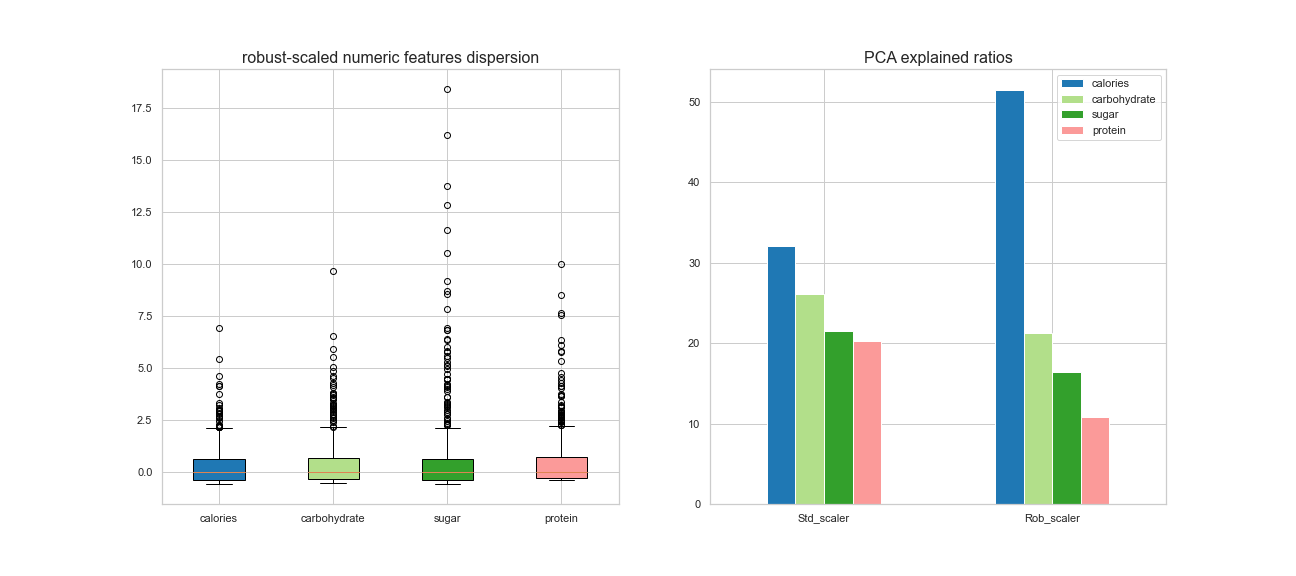 robust-scaled numeric features dispersion
17.5
15.0
12.5
10.0
7.5
5.0
2.5
0.0
calories carbohydrate sugar protein
PCA explained ratios
50
40
30
20
10
0
Std_scaler Rob_scaler
calories
carbohydrate
sugar
protein